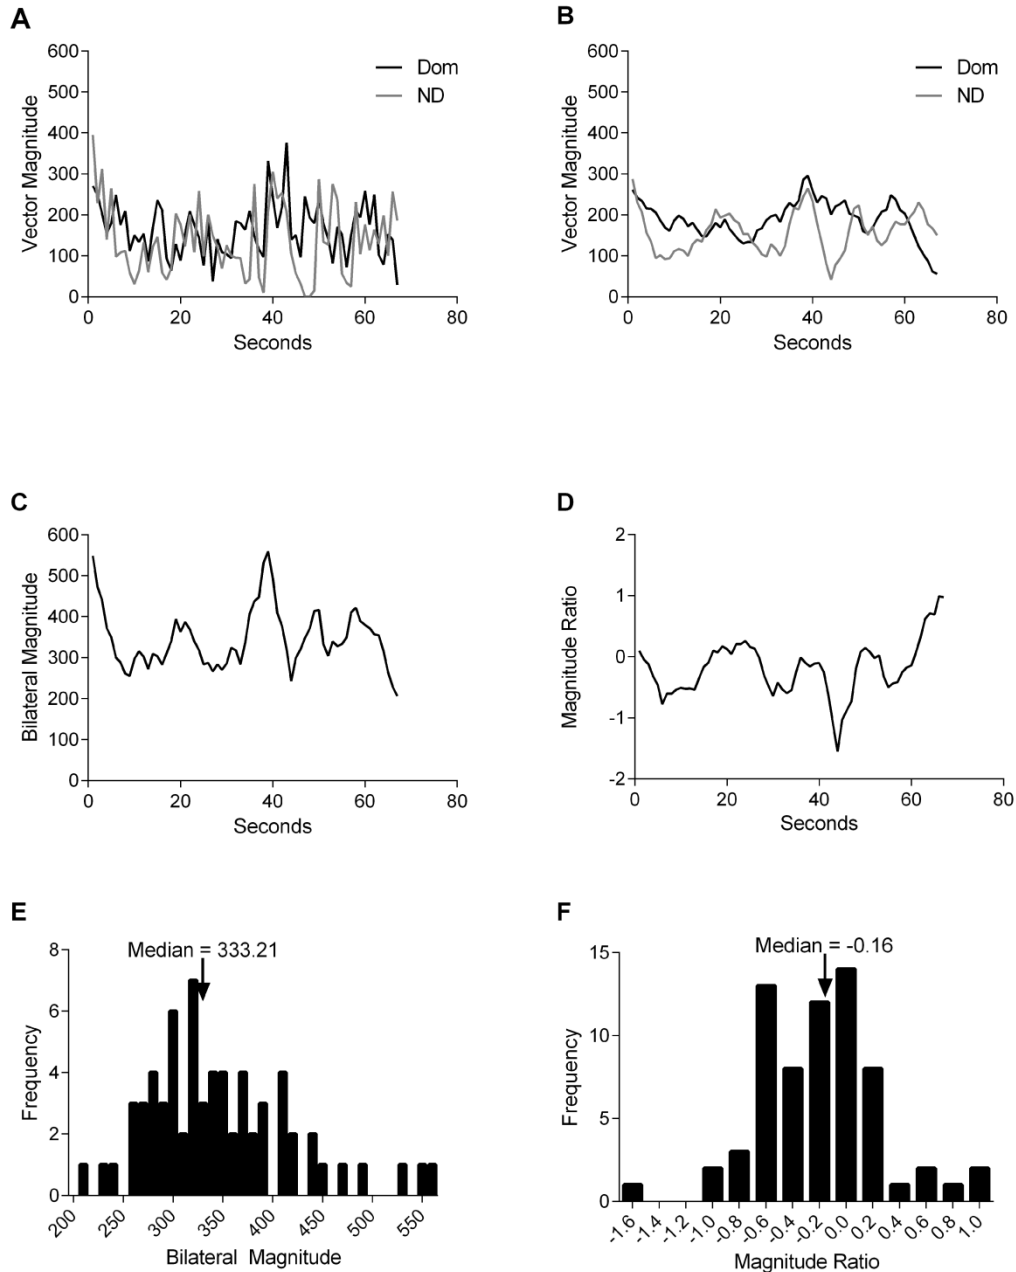 A
B
600
500
400
300
200
100
0
Vector Magnitude
Dom
ND
0 20 40 60 80
Seconds
600
500
400
300
200
100
0
Vector Magnitude
Dom
ND
0 20 40 60 80
Seconds
C
D
600
500
400
300
200
100
0
Bilateral Magnitude
0 20 40 60 80
Seconds
2
1
0
-1
-2
Magnitude Ratio
0 20 40 60 80
Seconds
E
F
Median = 333.21
8
6
4
2
0
Frequency
200 250 300 350 400 450 500 550
Bilateral Magnitude
Median = -0.16
15
10
5
0
Frequency
-1.6 -1.4 -1.2 -1.0 -0.8 -0.6 -0.4 -0.2 0.0 0.2 0.4 0.6 0.8 1.0
Magnitude Ratio